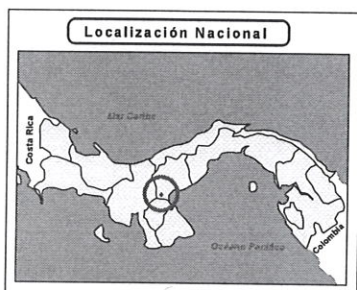 Localización Nacional
Mar Caribe
Costa Rica
Océano Pacífico
Colombia